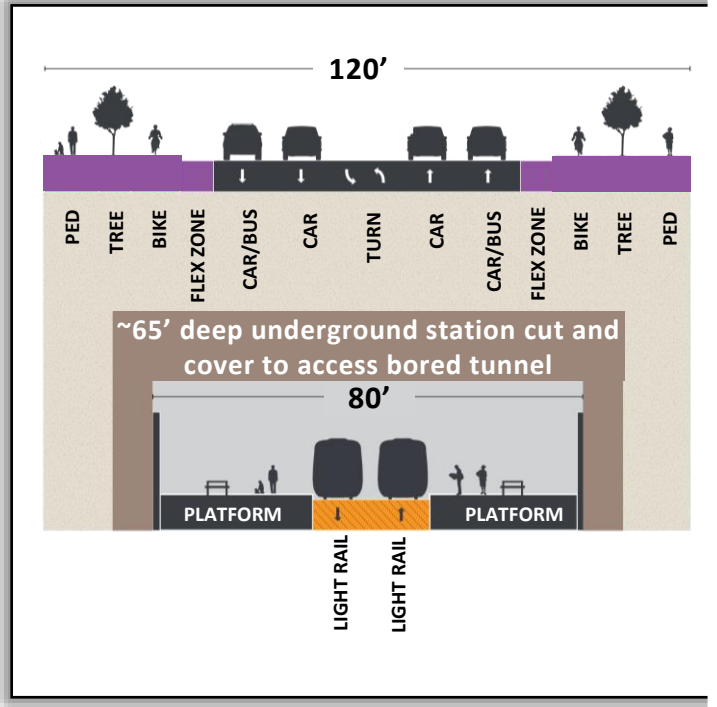 120’
PED
TREE
BIKE
FLEX ZONE
CAR/BUS
CAR
TURN
CAR
CAR/BUS
FLEX ZONE
BIKE
TREE
PED
~65’ deep underground station cut and
cover to access bored tunnel
80’
PLATFORM
PLATFORM
LIGHT RAIL
LIGHT RAIL